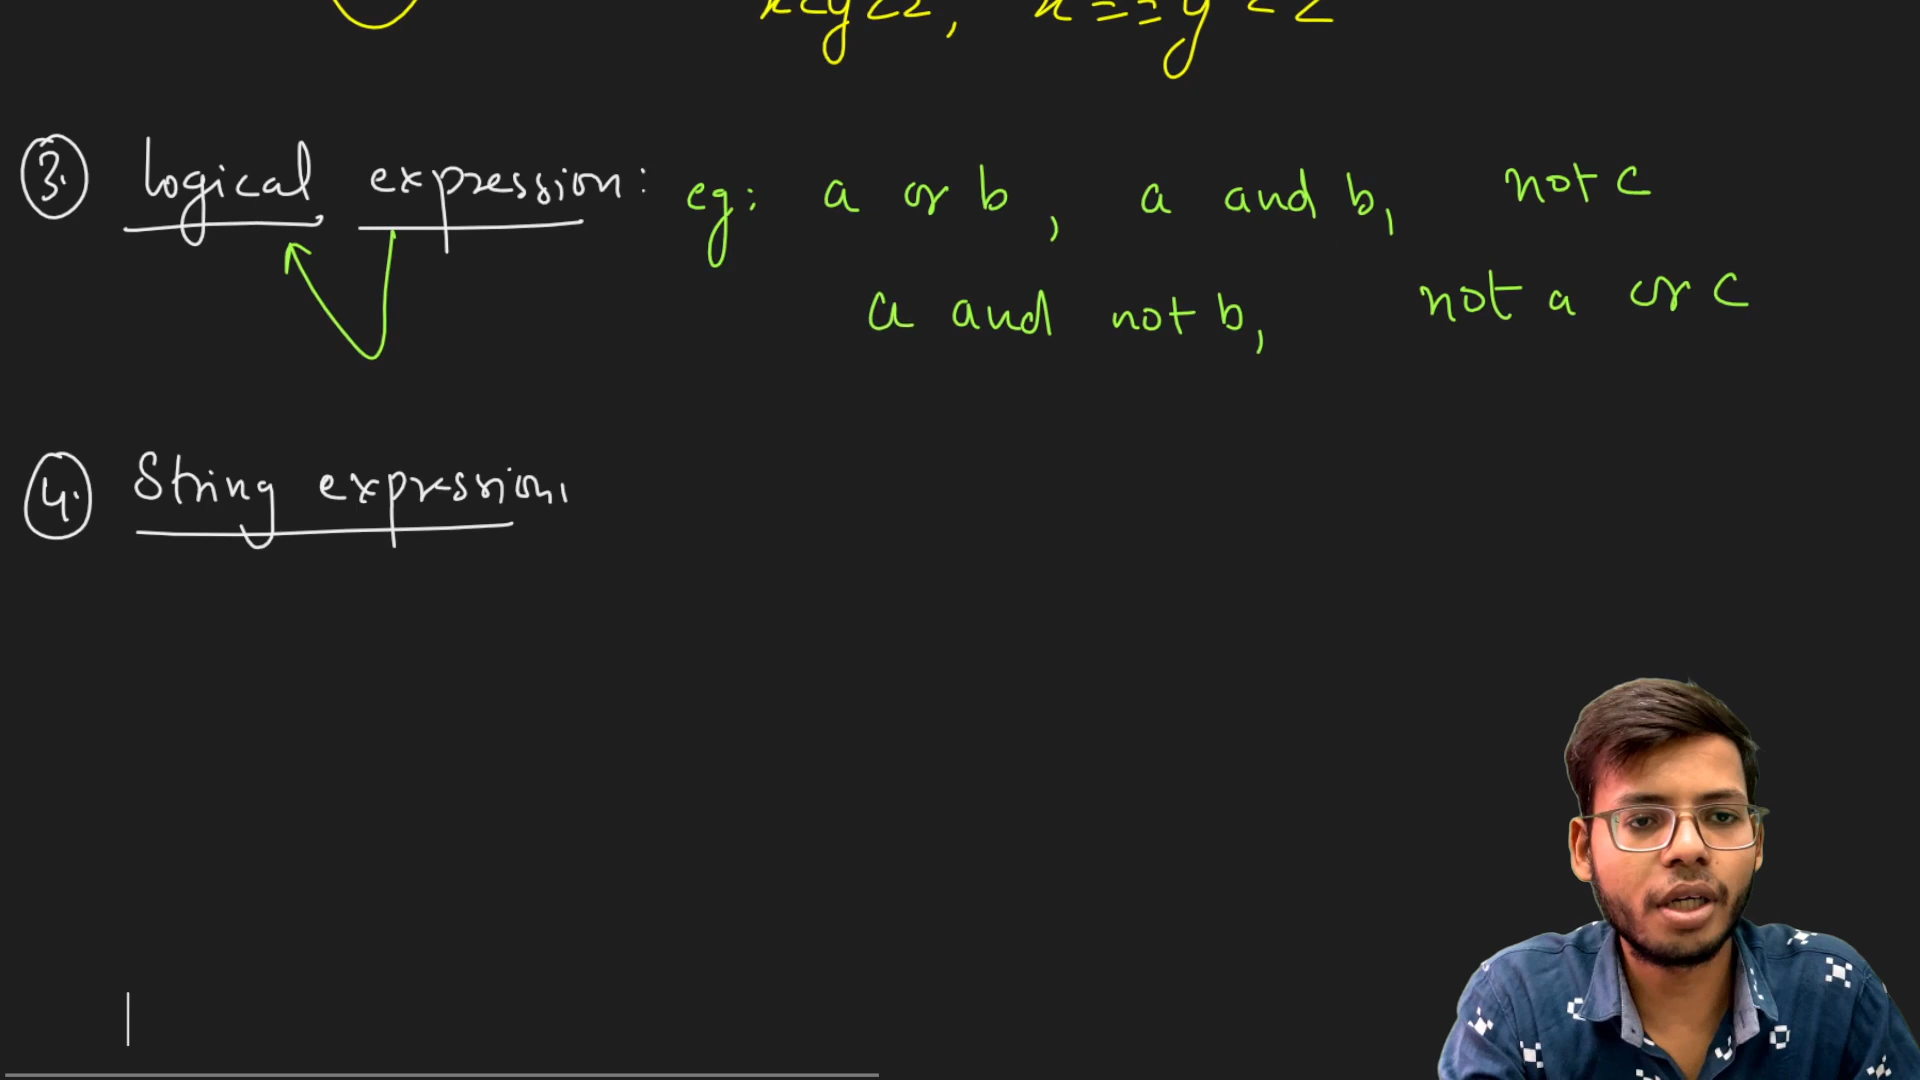 x<y<z, x==y<z
3. Logical expression: eg: a or b, a and b, not c
a and not b, not a or c
4. String expression